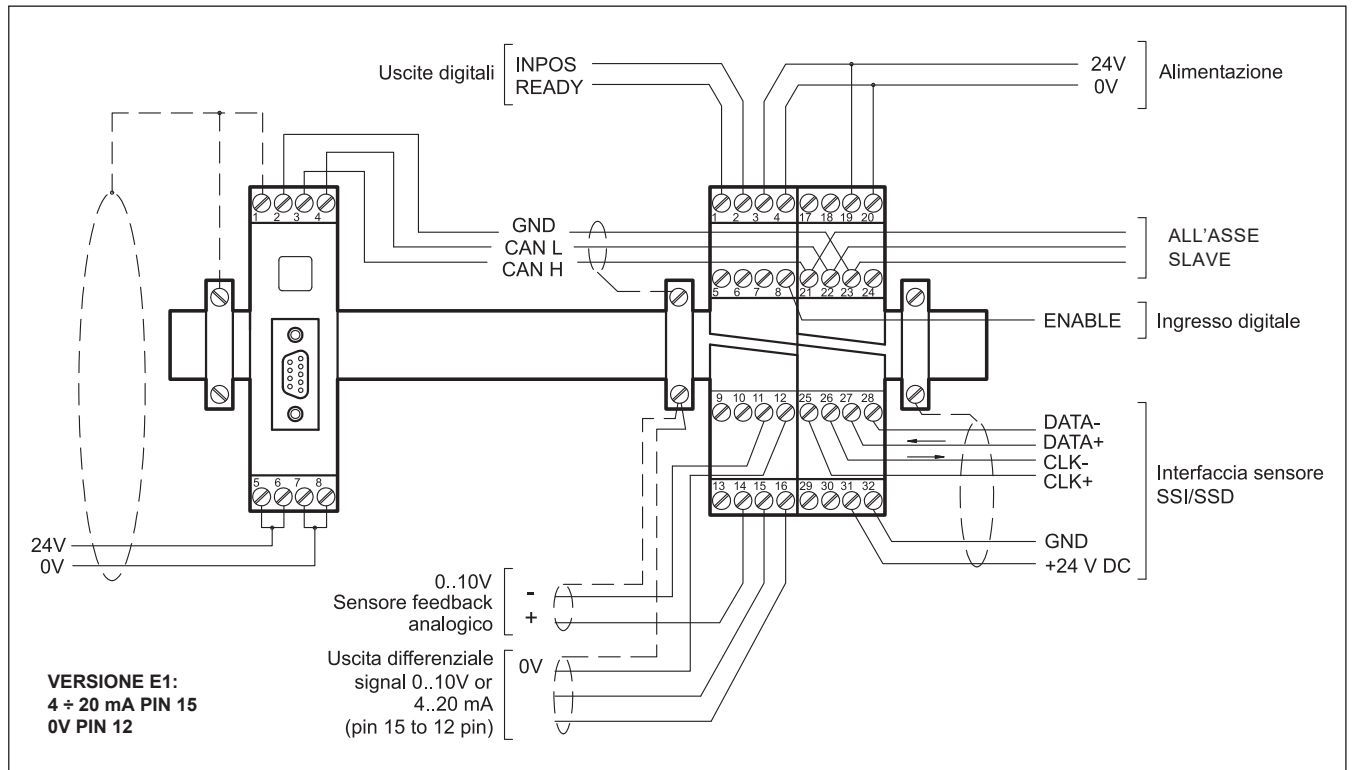 Uscite digitali
INPOS
READY
24V
0V
Alimentazione
1 2 3 4
1 2 3 4 17 18 19 20
GND
CAN L
CAN H
ALL'ASSE
SLAVE
5 6 7 8 21 22 23 24
ENABLE
Ingresso digitale
9 10 11 12 25 26 27 28
DATA-
DATA+
CLK-
CLK+
Interfaccia sensore
SSI/SSD
5 6 7 8
13 14 15 16 29 30 31 32
24V
0V
GND
+24 V DC
0..10V
Sensore feedback
analogico
-
+
Uscita differenziale
signal 0..10V or
4..20 mA
(pin 15 to 12 pin)
0V
VERSIONE E1:
4 ÷ 20 mA PIN 15
0V PIN 12